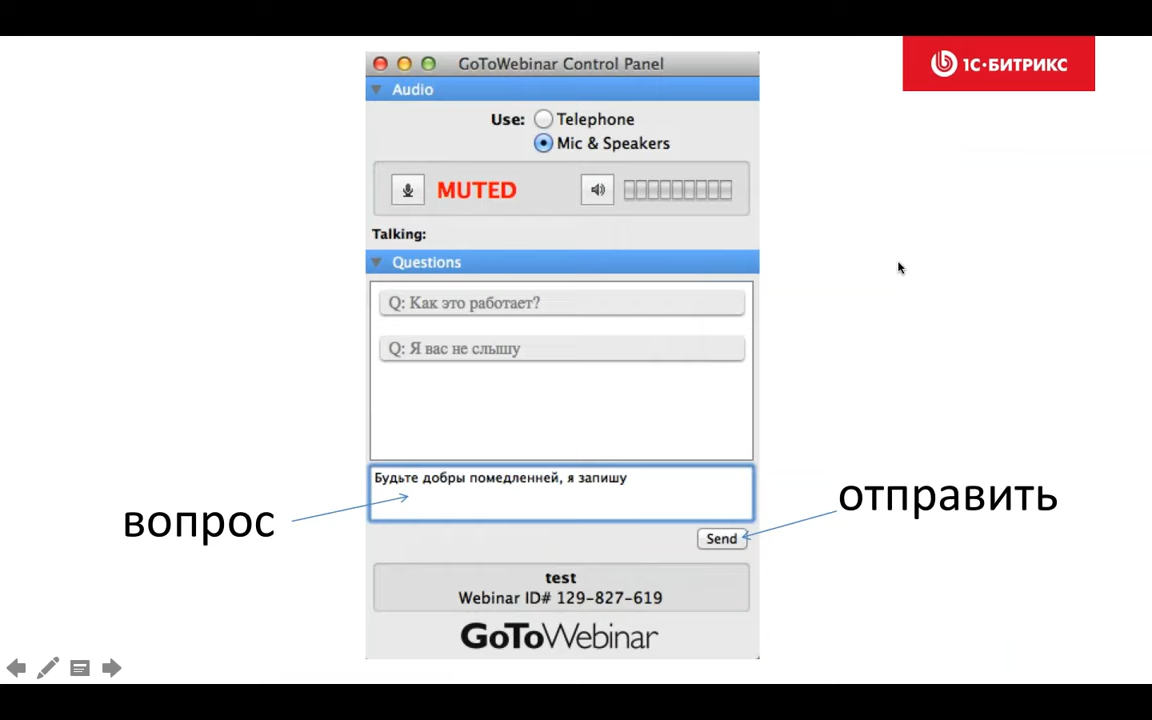 GoToWebinar Control Panel
1С·БИТРИКС
Audio
Use: Telephone
Mic & Speakers
MUTED
Talking:
Questions
Q: Как это работает?
Q: Я вас не слышу
Будьте добры помедленней, я запишу
вопрос
отправить
Send
test
Webinar ID# 129-827-619
GoToWebinar